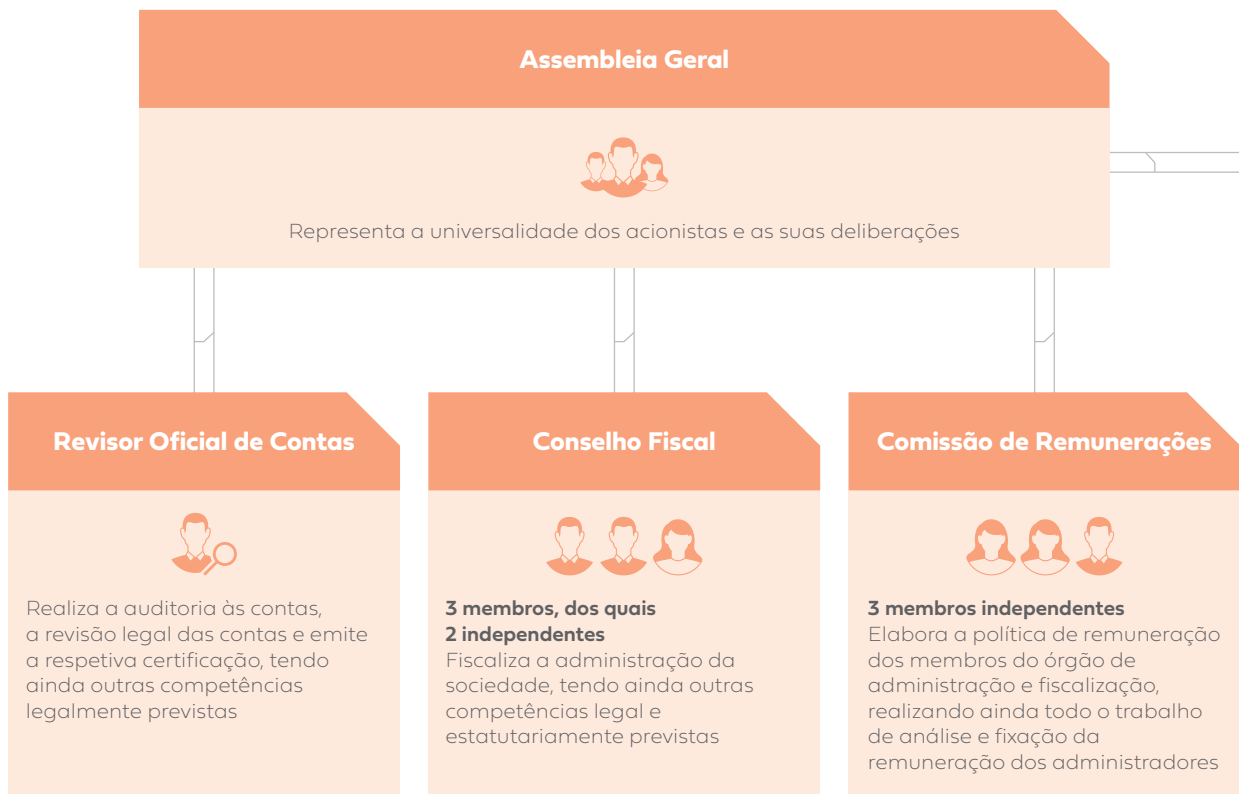 Assembleia Geral
Representa a universalidade dos acionistas e as suas deliberações
Revisor Oficial de Contas
Realiza a auditoria às contas,
a revisão legal das contas e emite
a respetiva certificação, tendo
ainda outras competências
legalmente previstas
Conselho Fiscal
3 membros, dos quais
2 independentes
Fiscaliza a administração da
sociedade, tendo ainda outras
competências legal e
estatutariamente previstas
Comissão de Remunerações
3 membros independentes
Elabora a política de remuneração
dos membros do órgão de
administração e fiscalização,
realizando ainda todo o trabalho
de análise e fixação da
remuneração dos administradores